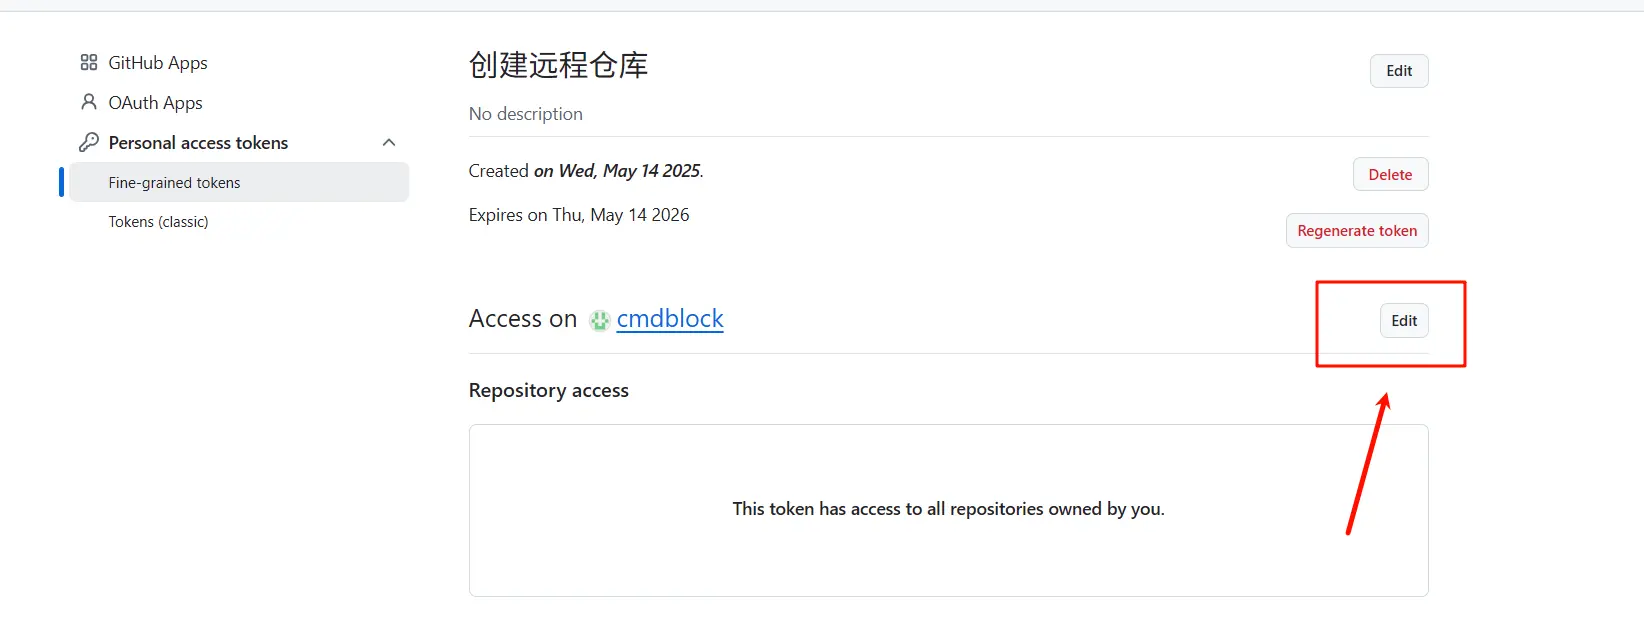 GitHub Apps
OAuth Apps
Personal access tokens
Fine-grained tokens
Tokens (classic)
创建远程仓库
Edit
No description
Created on Wed, May 14 2025.
Delete
Expires on Thu, May 14 2026
Regenerate token
Access on cmdblock
Edit
Repository access
This token has access to all repositories owned by you.